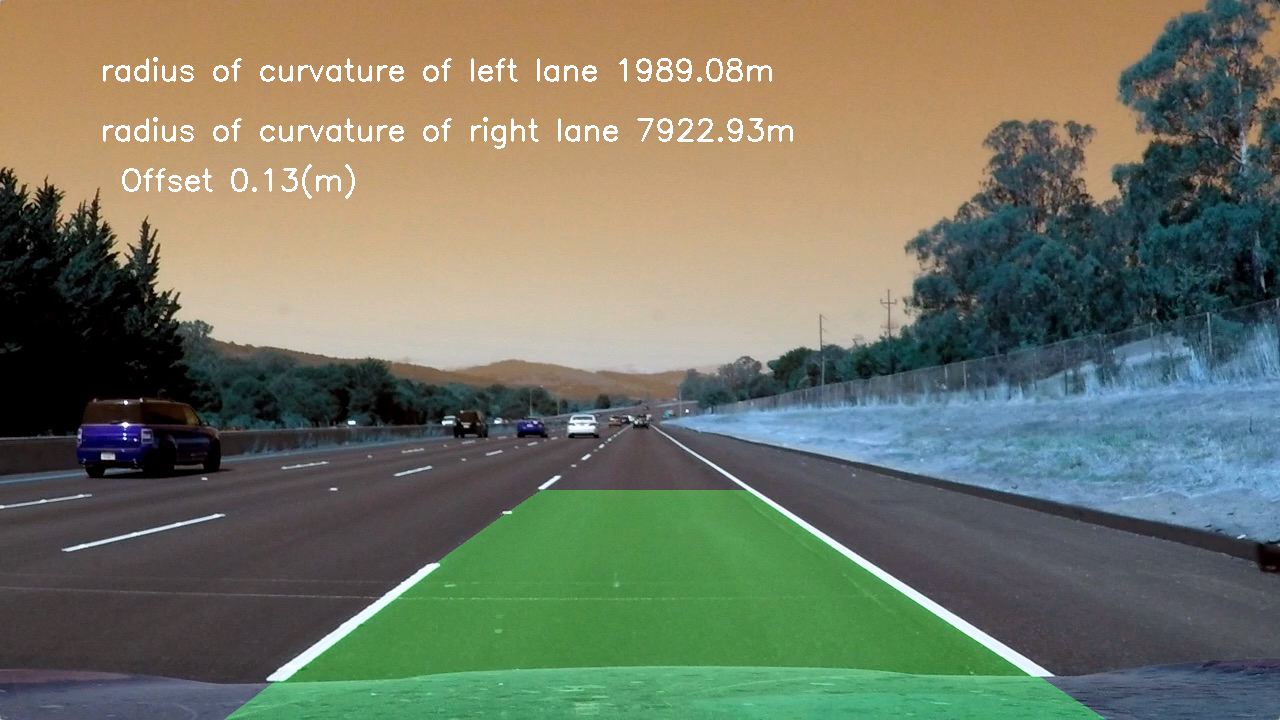 radius of curvature of left lane 1989.08m
radius of curvature of right lane 7922.93m
Offset 0.13(m)